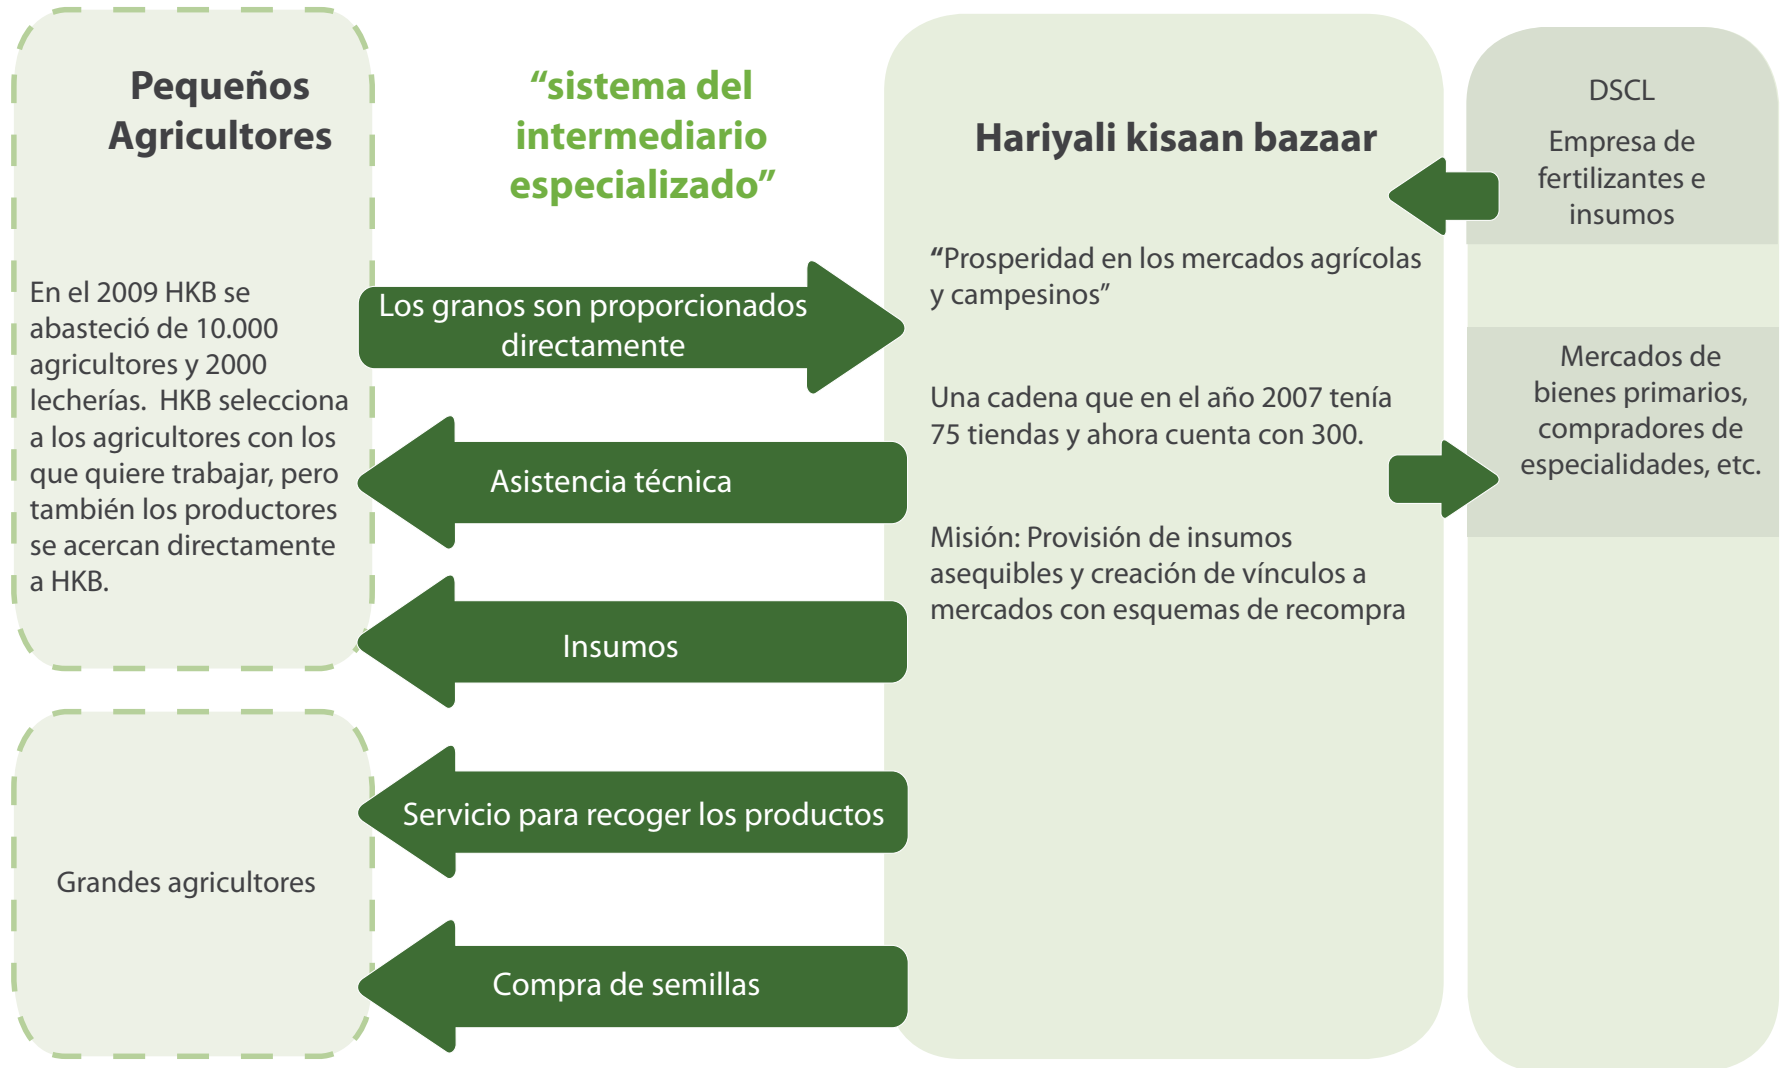 Pequeños
Agricultores
En el 2009 HKB se
abasteció de 10.000
agricultores y 2000
lecherías.  HKB selecciona
a los agricultores con los
que quiere trabajar, pero
también los productores
se acercan directamente
a HKB.
Grandes agricultores
“sistema del
intermediario
especializado”
Los granos son proporcionados
directamente
Asistencia técnica
Insumos
Servicio para recoger los productos
Compra de semillas
Hariyali kisaan bazaar
“Prosperidad en los mercados agrícolas
y campesinos”
Una cadena que en el año 2007 tenía
75 tiendas y ahora cuenta con 300.
Misión: Provisión de insumos
asequibles y creación de vínculos a
mercados con esquemas de recompra
DSCL
Empresa de
fertilizantes e
insumos
Mercados de
bienes primarios,
compradores de
especialidades, etc.